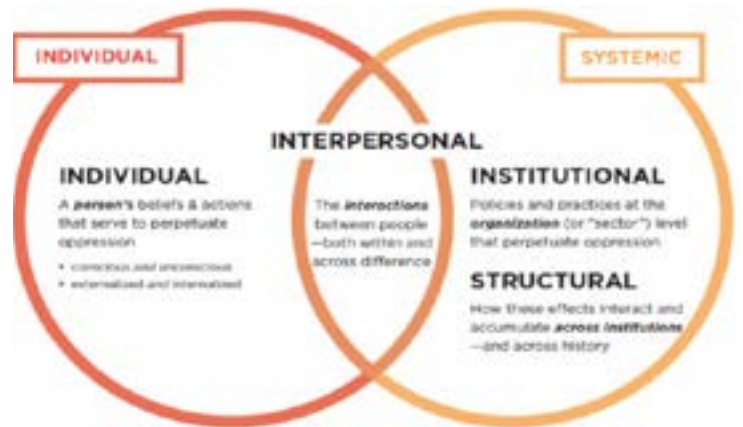 INDIVIDUAL
SYSTEMIC
INTERPERSONAL
INDIVIDUAL
A person's beliefs & actions
that serve to perpetuate
oppression
• conscious and unconscious
• externalized and internalized
The interactions
between people
—both within and
across difference
INSTITUTIONAL
Policies and practices at the
organization (or "sector") level
that perpetuate oppression
STRUCTURAL
How these effects interact and
accumulate across institutions
—and across history